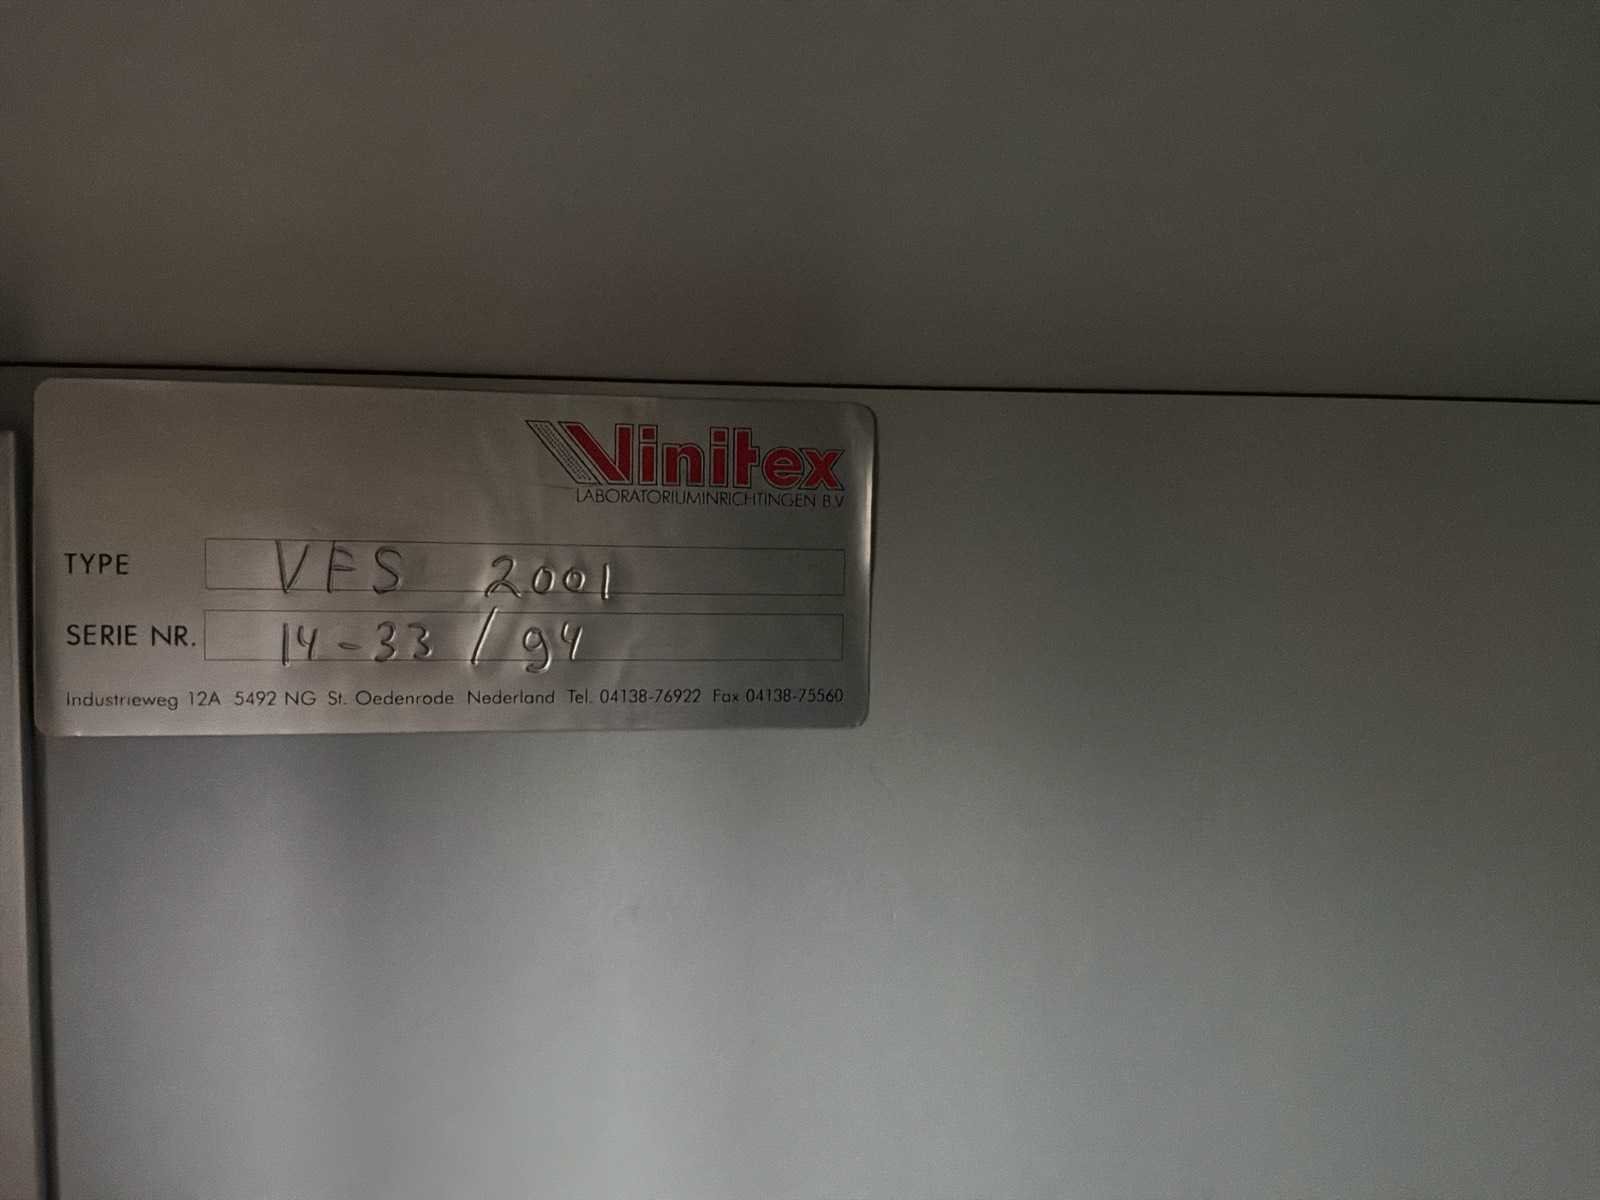 Vinitex
LABORATORIUMINRICHTINGEN B.V
TYPE VFS 2001
SERIE NR. 14-33/94
Industrieweg 12A 5492 NG St. Oedenrode Nederland Tel. 04138-76922 Fax 04138-75560